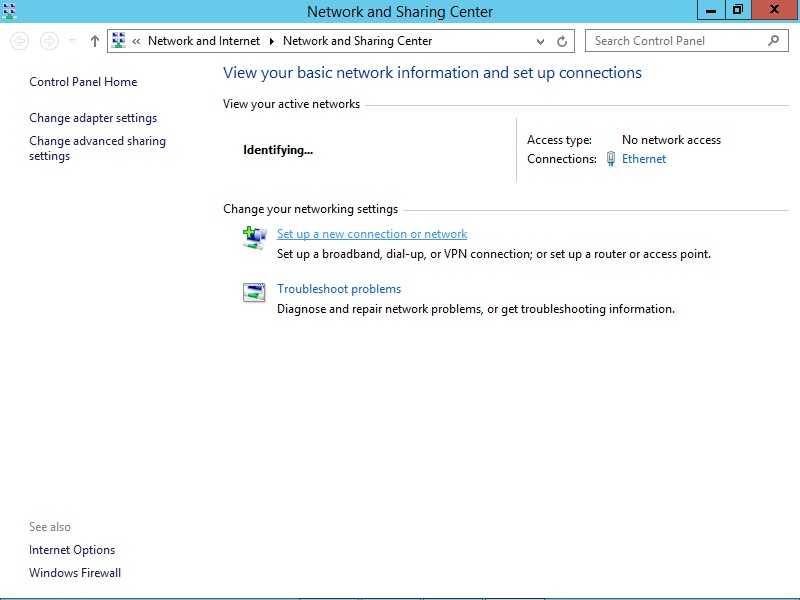 Network and Sharing Center
« Network and Internet ▸ Network and Sharing Center
Search Control Panel
Control Panel Home
Change adapter settings
Change advanced sharing
settings
View your basic network information and set up connections
View your active networks
Identifying...
Access type: No network access
Connections: Ethernet
Change your networking settings
Set up a new connection or network
Set up a broadband, dial-up, or VPN connection; or set up a router or access point.
Troubleshoot problems
Diagnose and repair network problems, or get troubleshooting information.
See also
Internet Options
Windows Firewall